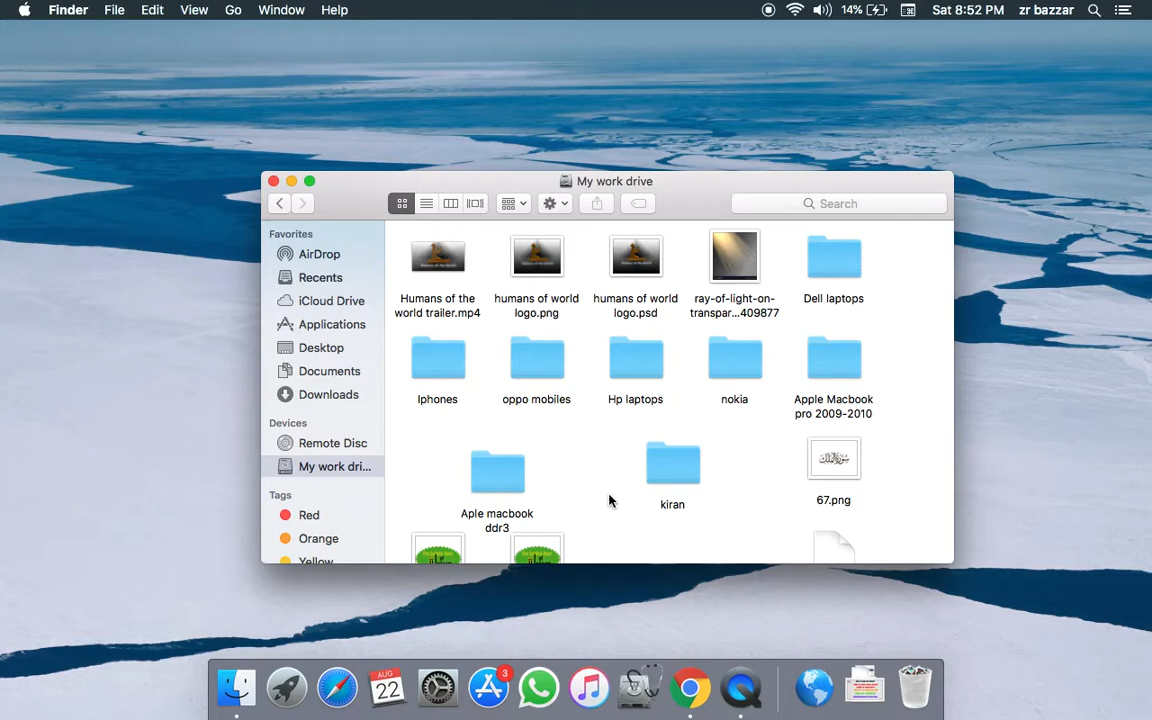 Finder File Edit View Go Window Help 14% Sat 8:52 PM zr bazzar
My work drive
Search
Favorites
AirDrop
Recents
iCloud Drive
Applications
Desktop
Documents
Downloads
Devices
Remote Disc
My work dri...
Tags
Red
Orange
Yellow
Humans of the
world trailer.mp4
humans of world
logo.png
humans of world
logo.psd
ray-of-light-on-
transpar...409877
Dell laptops
Iphones
oppo mobiles
Hp laptops
nokia
Apple Macbook
pro 2009-2010
Aple macbook
ddr3
kiran
67.png
AUG
22
3